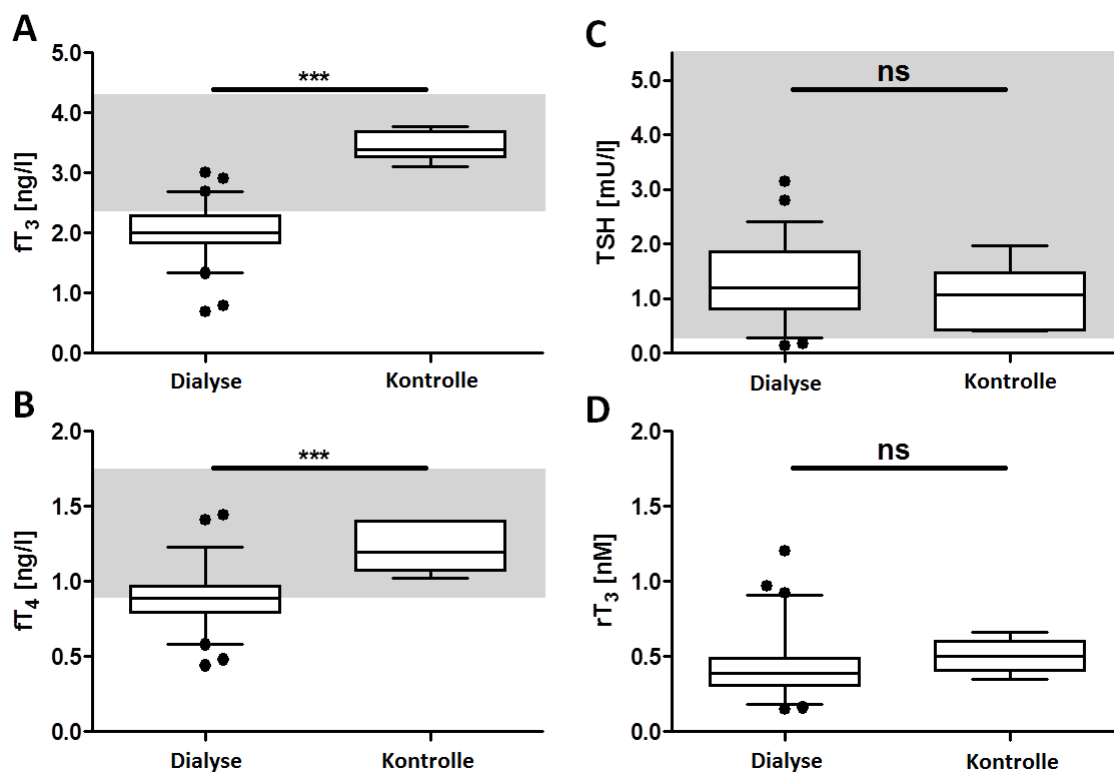 A
fT3 [ng/l]
5.0
4.0
3.0
2.0
1.0
0.0
***
Dialyse Kontrolle
B
fT4 [ng/l]
2.0
1.5
1.0
0.5
0.0
***
Dialyse Kontrolle
C
TSH [mU/l]
5.0
4.0
3.0
2.0
1.0
0.0
ns
Dialyse Kontrolle
D
rT3 [nM]
2.0
1.5
1.0
0.5
0.0
ns
Dialyse Kontrolle